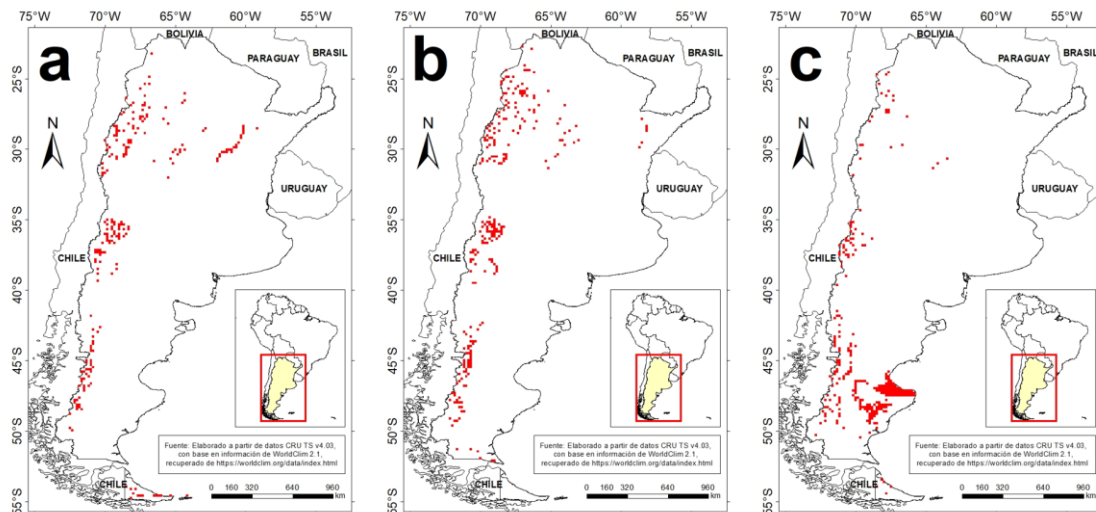 75°W 70°W 65°W 60°W 55°W
a
BOLIVIA
PARAGUAY
BRASIL
25°S
N
30°S
URUGUAY
35°S
CHILE
40°S
45°S
50°S
Fuente: Elaborado a partir de datos CRU TS v4.03,
con base en información de WorldClim 2.1,
recuperado de https://worldclim.org/data/index.html
CHILE
0 160 320 640 960
km
55°S
75°W 70°W 65°W 60°W 55°W
b
BOLIVIA
PARAGUAY
BRASIL
25°S
N
30°S
URUGUAY
35°S
CHILE
40°S
45°S
50°S
Fuente: Elaborado a partir de datos CRU TS v4.03,
con base en información de WorldClim 2.1,
recuperado de https://worldclim.org/data/index.html
CHILE
0 160 320 640 960
km
55°S
75°W 70°W 65°W 60°W 55°W
c
BOLIVIA
PARAGUAY
BRASIL
25°S
N
30°S
URUGUAY
35°S
CHILE
40°S
45°S
50°S
Fuente: Elaborado a partir de datos CRU TS v4.03,
con base en información de WorldClim 2.1,
recuperado de https://worldclim.org/data/index.html
CHILE
0 160 320 640 960
km
55°S